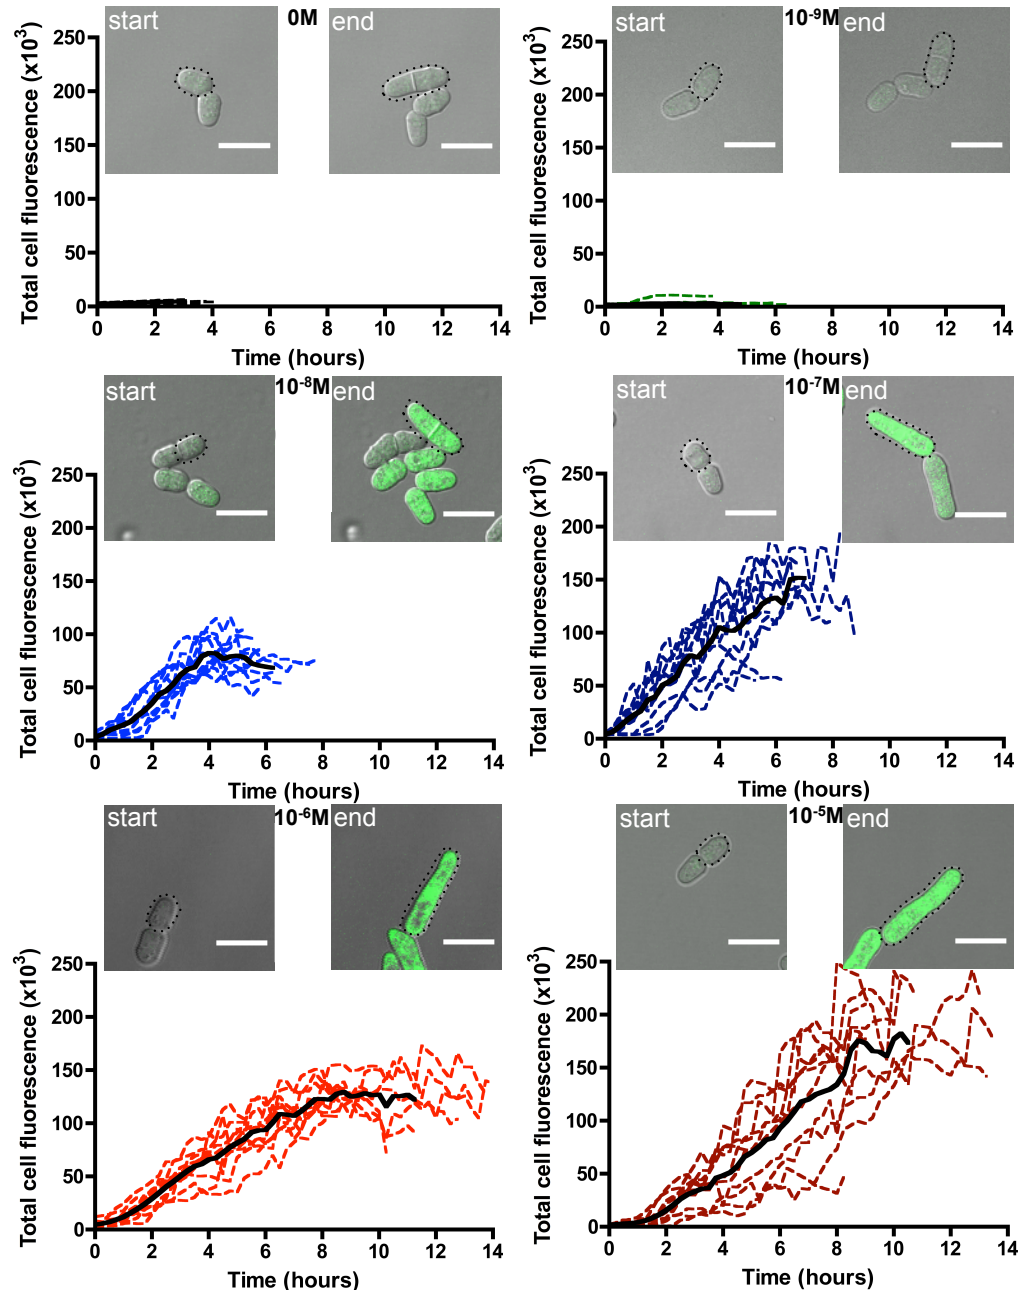 start 0M end
Total cell fluorescence (x10³)
250
200
150
100
50
0
0 2 4 6 8 10 12 14
Time (hours)
start 10⁻⁹M end
Total cell fluorescence (x10³)
250
200
150
100
50
0
0 2 4 6 8 10 12 14
Time (hours)
start 10⁻⁸M end
Total cell fluorescence (x10³)
250
200
150
100
50
0
0 2 4 6 8 10 12 14
Time (hours)
start 10⁻⁷M end
Total cell fluorescence (x10³)
250
200
150
100
50
0
0 2 4 6 8 10 12 14
Time (hours)
start 10⁻⁶M end
Total cell fluorescence (x10³)
250
200
150
100
50
0
0 2 4 6 8 10 12 14
Time (hours)
start 10⁻⁵M end
Total cell fluorescence (x10³)
250
200
150
100
50
0
0 2 4 6 8 10 12 14
Time (hours)